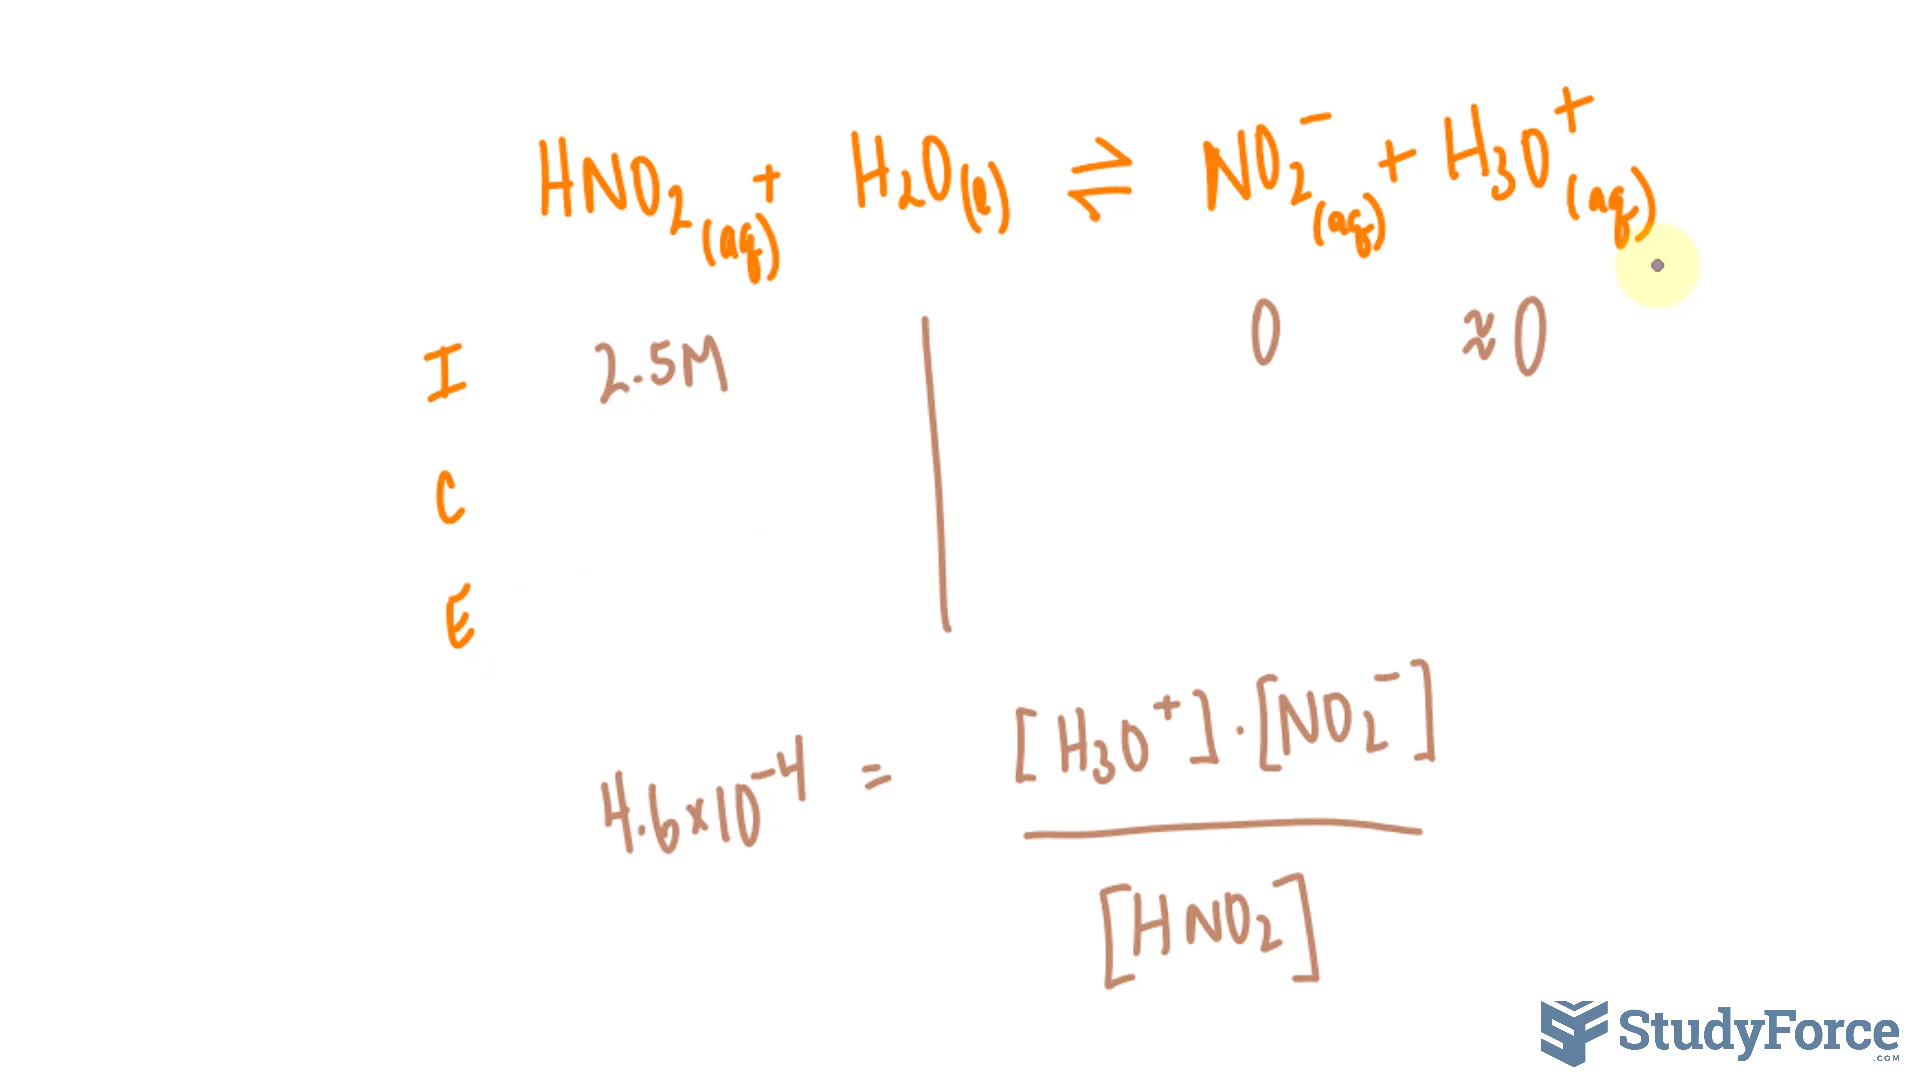 HNO₂(aq) + H₂O(l) ⇌ NO₂⁻(aq) + H₃O⁺(aq)
I 2.5M 0 ≈0
C
E
4.6×10⁻⁴ = [H₃O⁺]·[NO₂⁻]
[HNO₂]
StudyForce
.COM